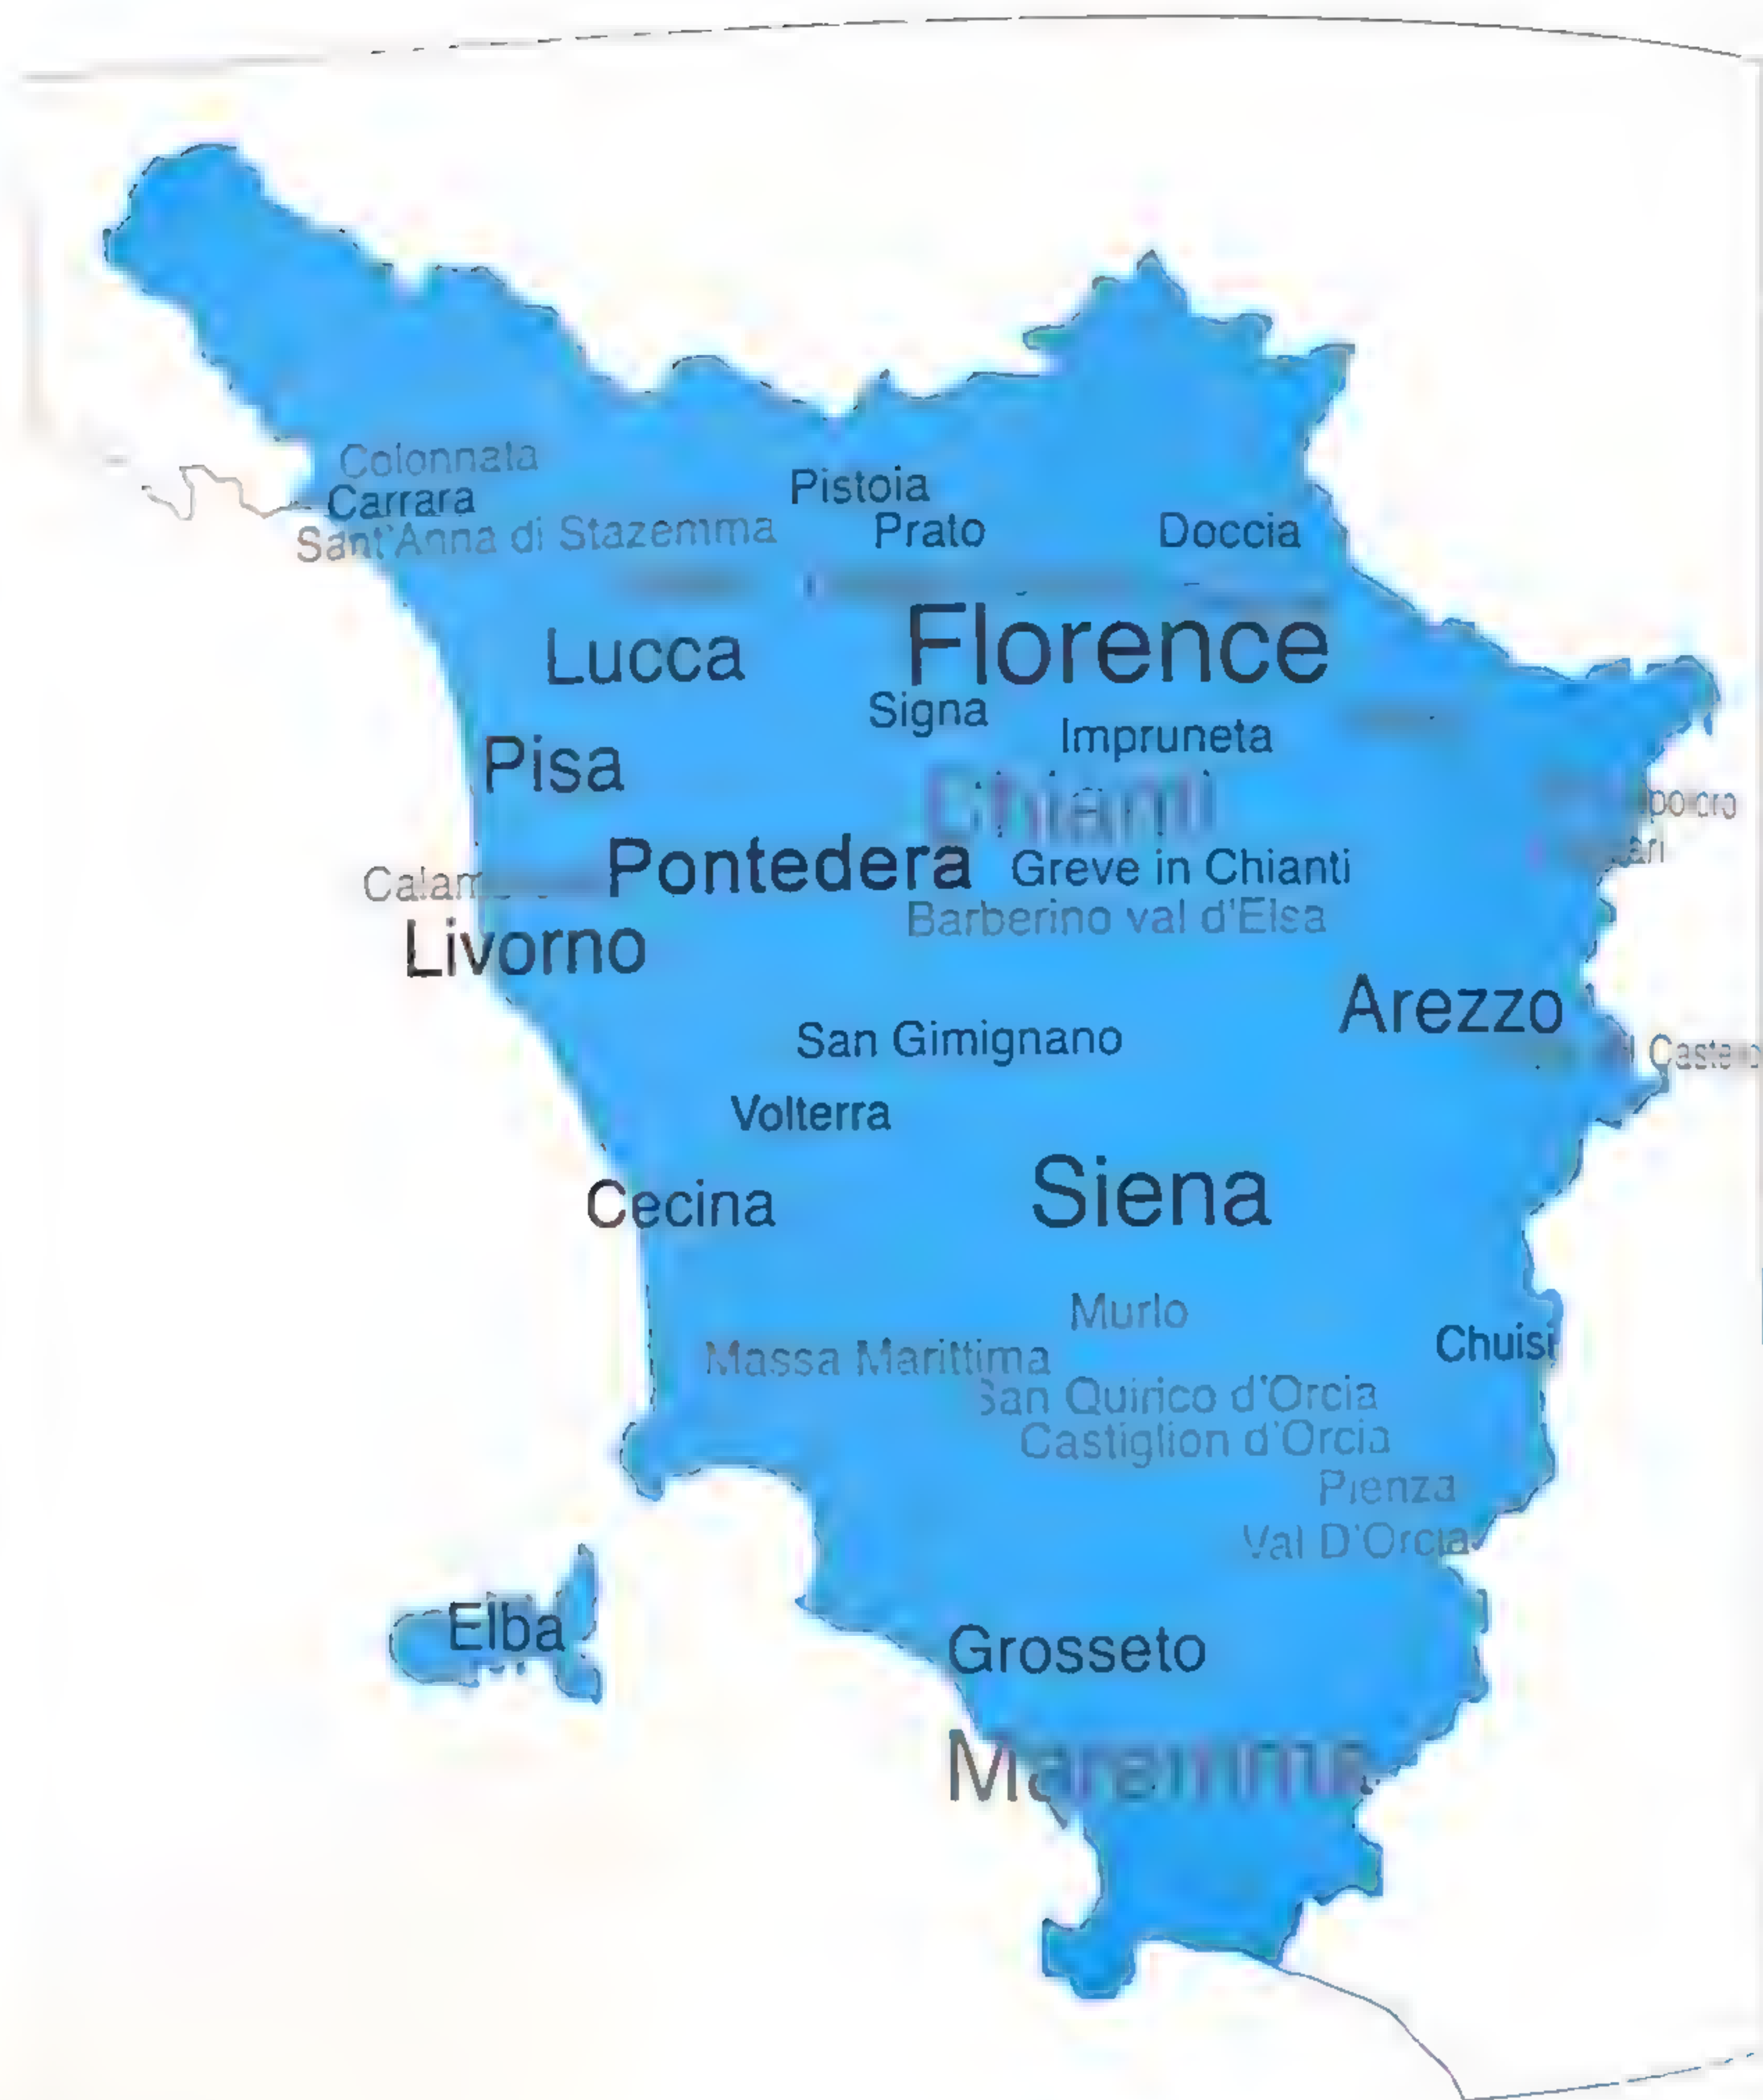 Colonnata
Carrara
Sant'Anna di Stazemma
Pistoia
Prato
Doccia
Florence
Lucca
Signa
Impruneta
Pisa
Chianti
Pontedera
Greve in Chianti
Barberino val d'Elsa
Livorno
Arezzo
San Gimignano
Volterra
Siena
Cecina
Murlo
Chuisi
Massa Marittima
San Quirico d'Orcia
Castiglion d'Orcia
Pienza
Val D'Orcia
Elba
Grosseto
Maremma